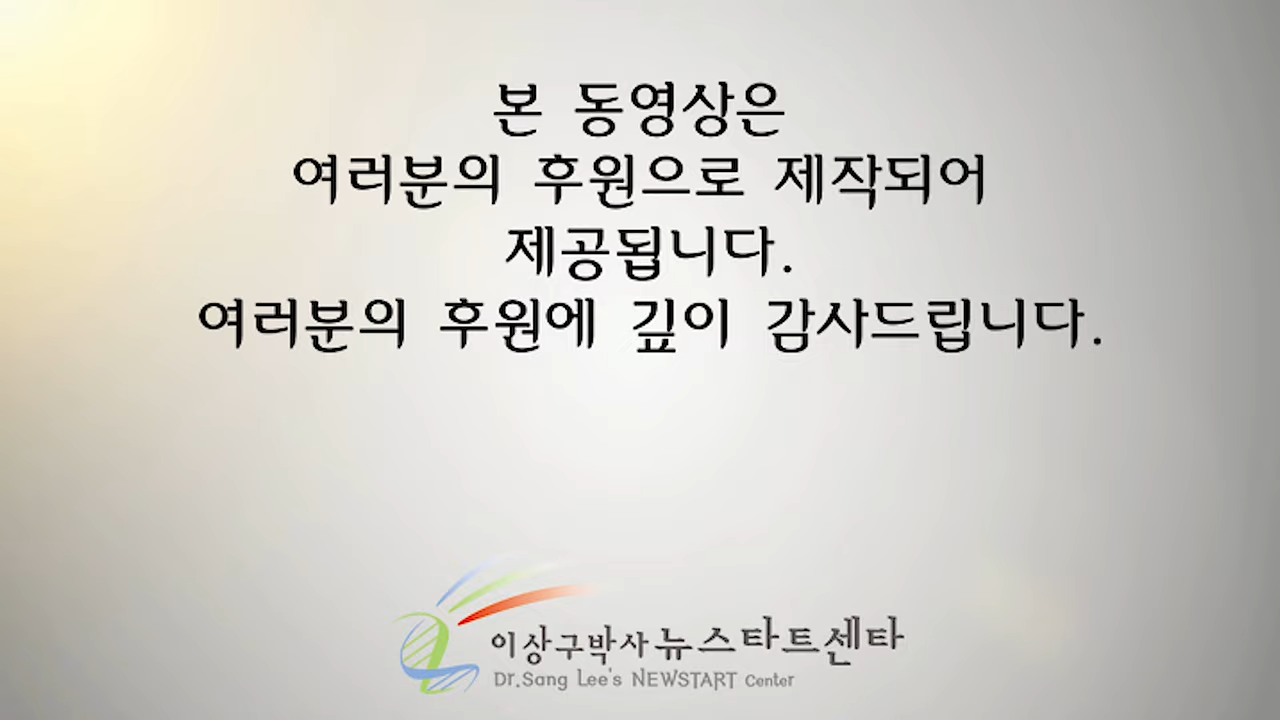 본 동영상은
여러분의 후원으로 제작되어
제공됩니다.
여러분의 후원에 깊이 감사드립니다.
이상구박사 뉴스타트센타
Dr.Sang Lee's NEWSTART Center